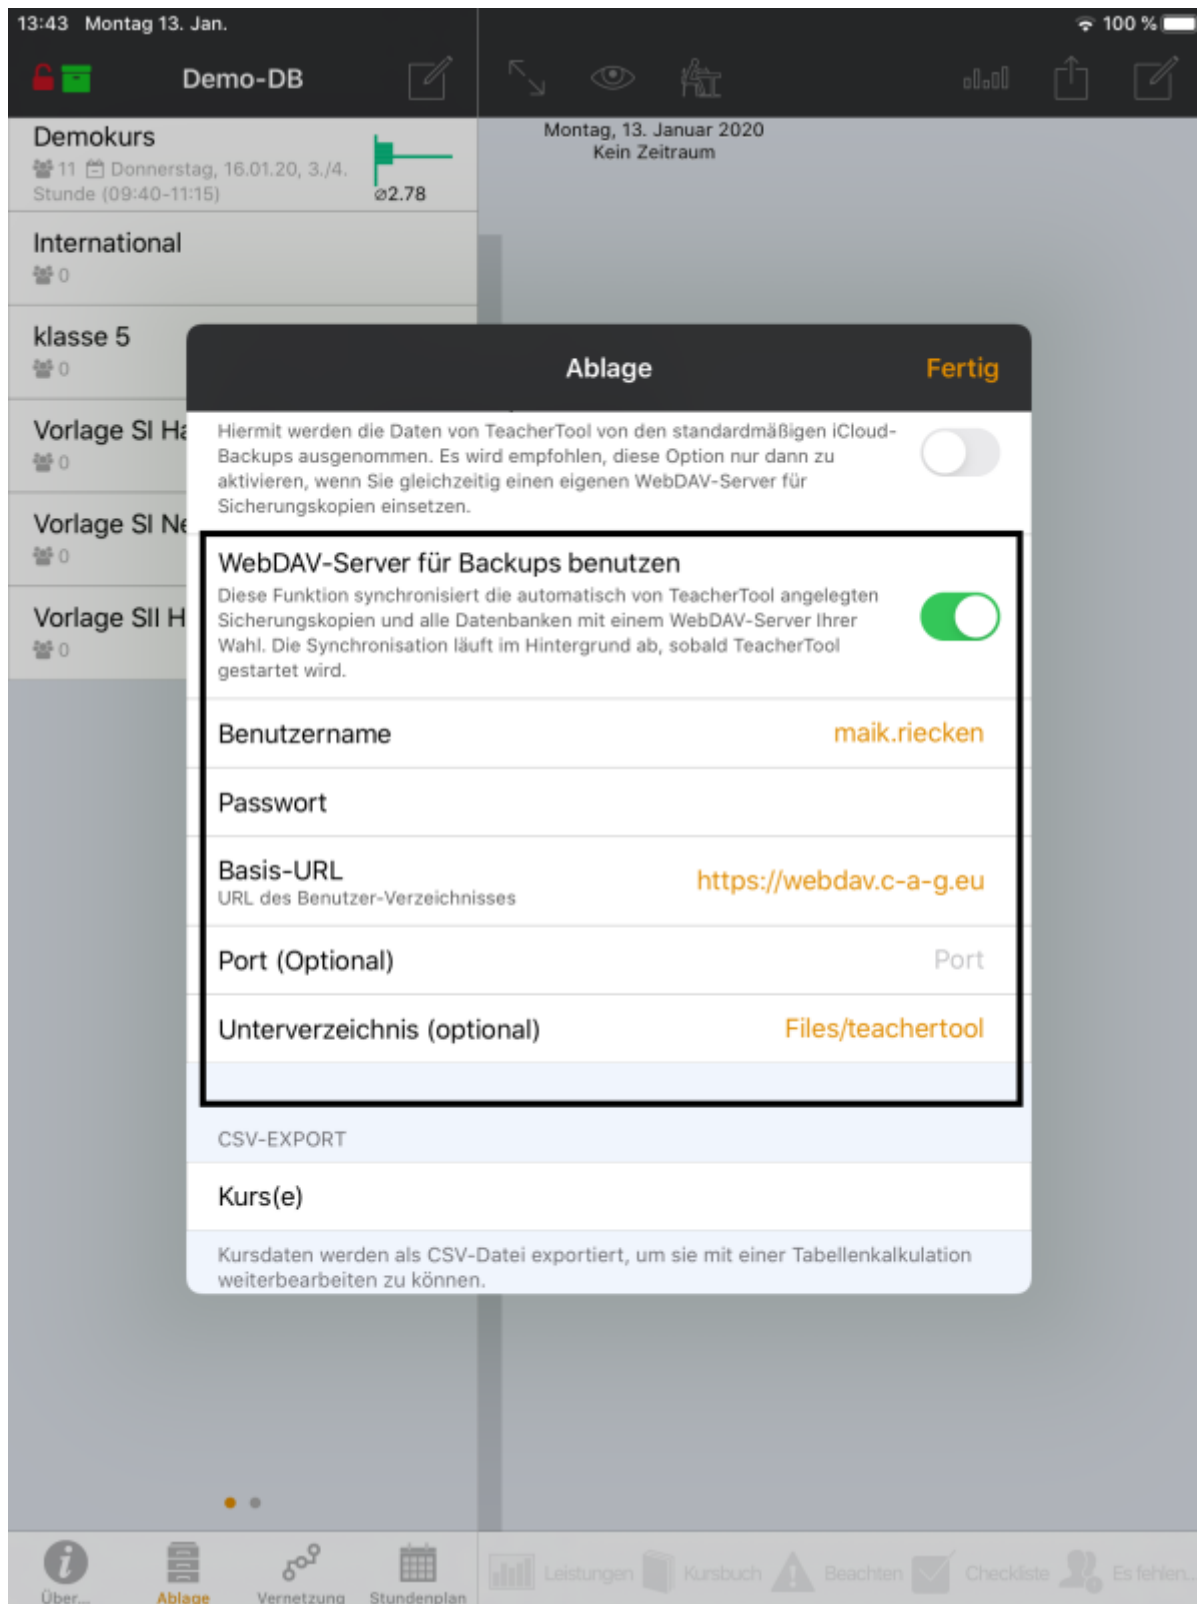 13:43 Montag 13. Jan.
100 %
Demo-DB
Demokurs
11 Donnerstag, 16.01.20, 3./4.
Stunde (09:40-11:15)
⌀2.78
International
0
klasse 5
0
Vorlage SI Ha
0
Vorlage SI Ne
0
Vorlage SII H
0
Montag, 13. Januar 2020
Kein Zeitraum
Ablage
Fertig
Hiermit werden die Daten von TeacherTool von den standardmäßigen iCloud-
Backups ausgenommen. Es wird empfohlen, diese Option nur dann zu
aktivieren, wenn Sie gleichzeitig einen eigenen WebDAV-Server für
Sicherungskopien einsetzen.
WebDAV-Server für Backups benutzen
Diese Funktion synchronisiert die automatisch von TeacherTool angelegten
Sicherungskopien und alle Datenbanken mit einem WebDAV-Server Ihrer
Wahl. Die Synchronisation läuft im Hintergrund ab, sobald TeacherTool
gestartet wird.
Benutzername maik.riecken
Passwort
Basis-URL
URL des Benutzer-Verzeichnisses
https://webdav.c-a-g.eu
Port (Optional) Port
Unterverzeichnis (optional) Files/teachertool
CSV-EXPORT
Kurs(e)
Kursdaten werden als CSV-Datei exportiert, um sie mit einer Tabellenkalkulation
weiterbearbeiten zu können.
Über... Ablage Vernetzung Stundenplan
Leistungen Kursbuch Beachten Checkliste Es fehlen...